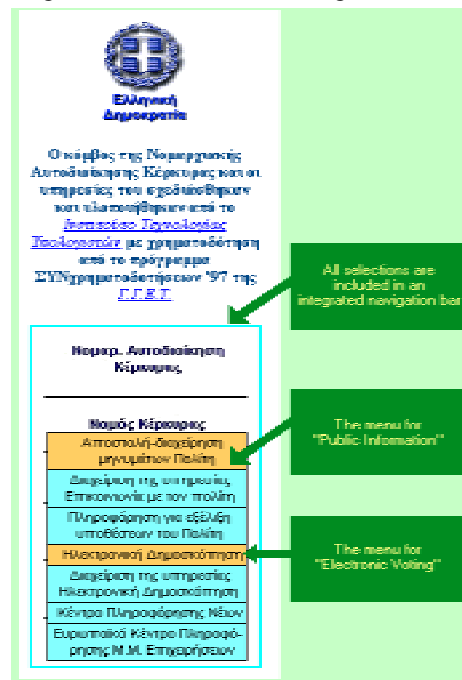 Ελληνική
Δημοκρατία
Ο κόμβος της Νομαρχιακής
Αυτοδιοίκησης Κέρκυρας και οι
υπηρεσίες του σχεδιάσθηκαν
και υλοποιήθηκαν από το
Ινστιτούτο Τεχνολογίας
Υπολογιστών με χρηματοδότηση
από το πρόγραμμα
ΣΥΝχρηματοδοτήσεων '97 της
Γ.Γ.Ε.Τ.
All selections are
included in an
integrated navigation bar
Νομαρ. Αυτοδιοίκηση
Κέρκυρας
Νομός Κέρκυρας
Αποστολή-διαχείρηση
μηνυμάτων Πολίτη
The menu for
"Public Information"
Διαχείριση της υπηρεσίας
Επικοινωνία με τον πολίτη
Πληροφόρηση για εξέλιξη
υποθέσεων του Πολίτη
Ηλεκτρονική Δημοσκόπηση
The menu for
"Electronic Voting"
Διαχείριση της υπηρεσίας
Ηλεκτρονική Δημοσκόπηση
Κέντρο Πληροφόρησης Νέων
Ευρωπαϊκό Κέντρο Πληροφό-
ρησης Μ.Μ. Επιχειρήσεων